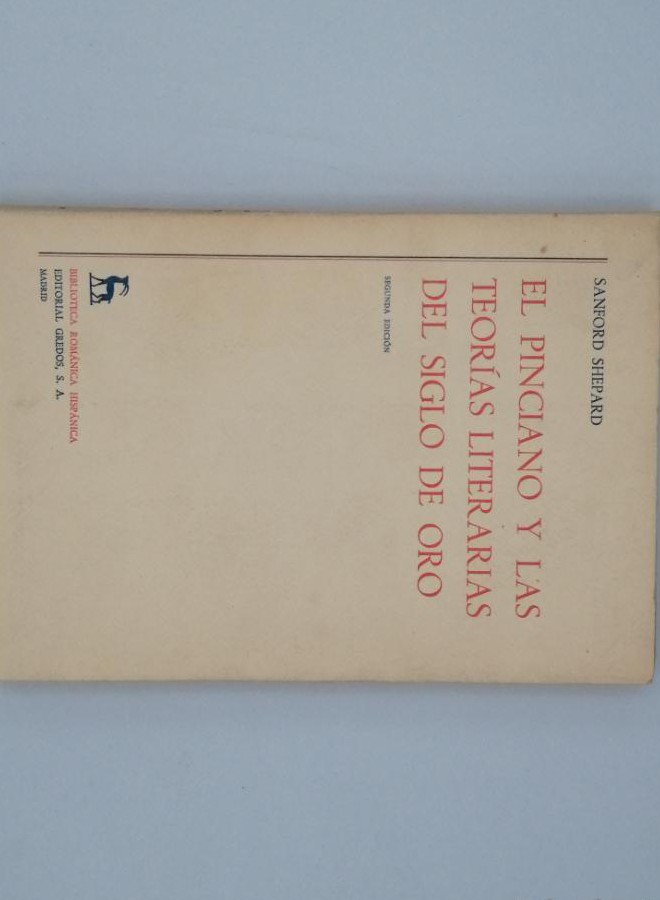 SANFORD SHEPARD
EL PINCIANO Y LAS
TEORÍAS LITERARIAS
DEL SIGLO DE ORO
SEGUNDA EDICIÓN
BIBLIOTECA ROMÁNICA HISPÁNICA
EDITORIAL GREDOS, S. A.
MADRID